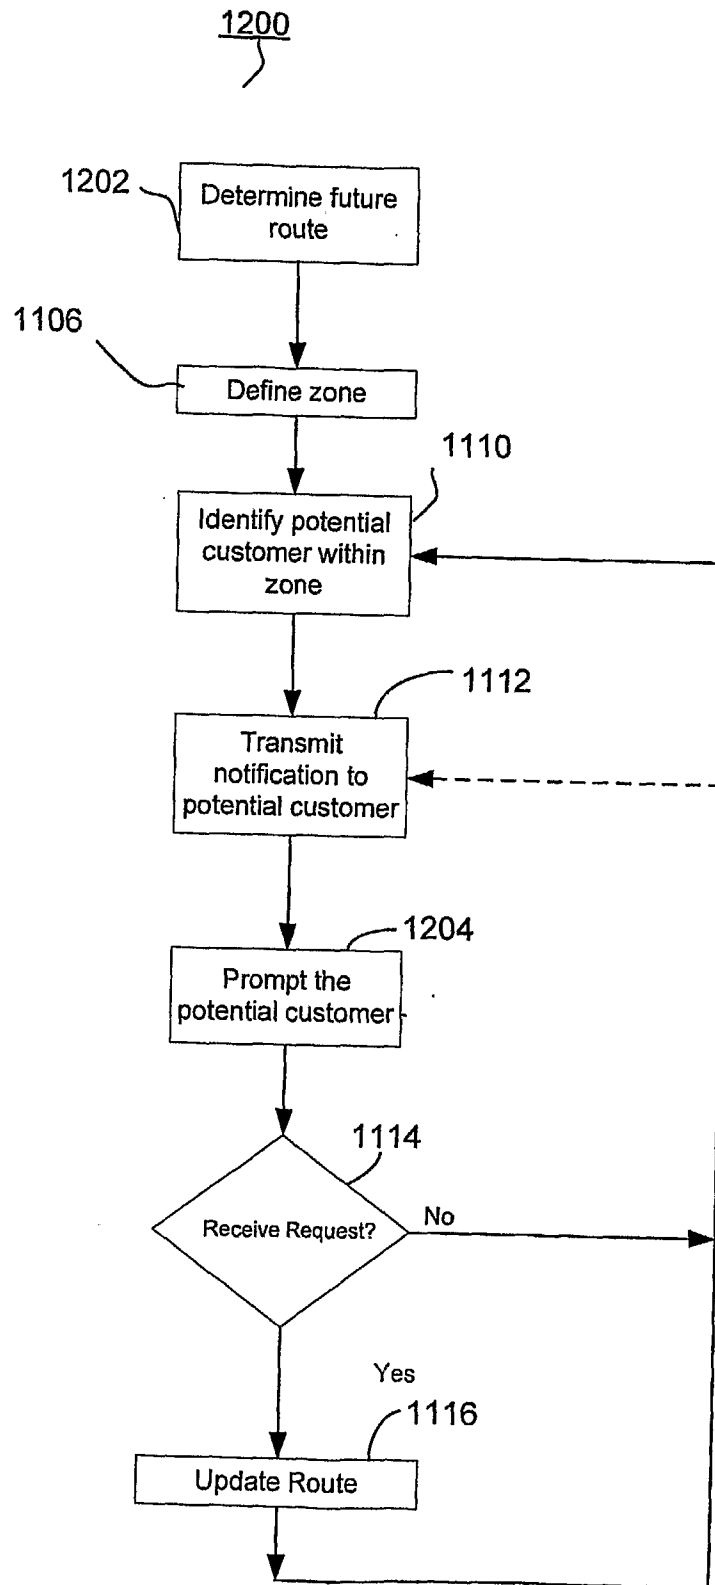 1200
1202
Determine future
route
1106
Define zone
1110
Identify potential
customer within
zone
1112
Transmit
notification to
potential customer
1204
Prompt the
potential customer
1114
Receive Request?
No
Yes
1116
Update Route